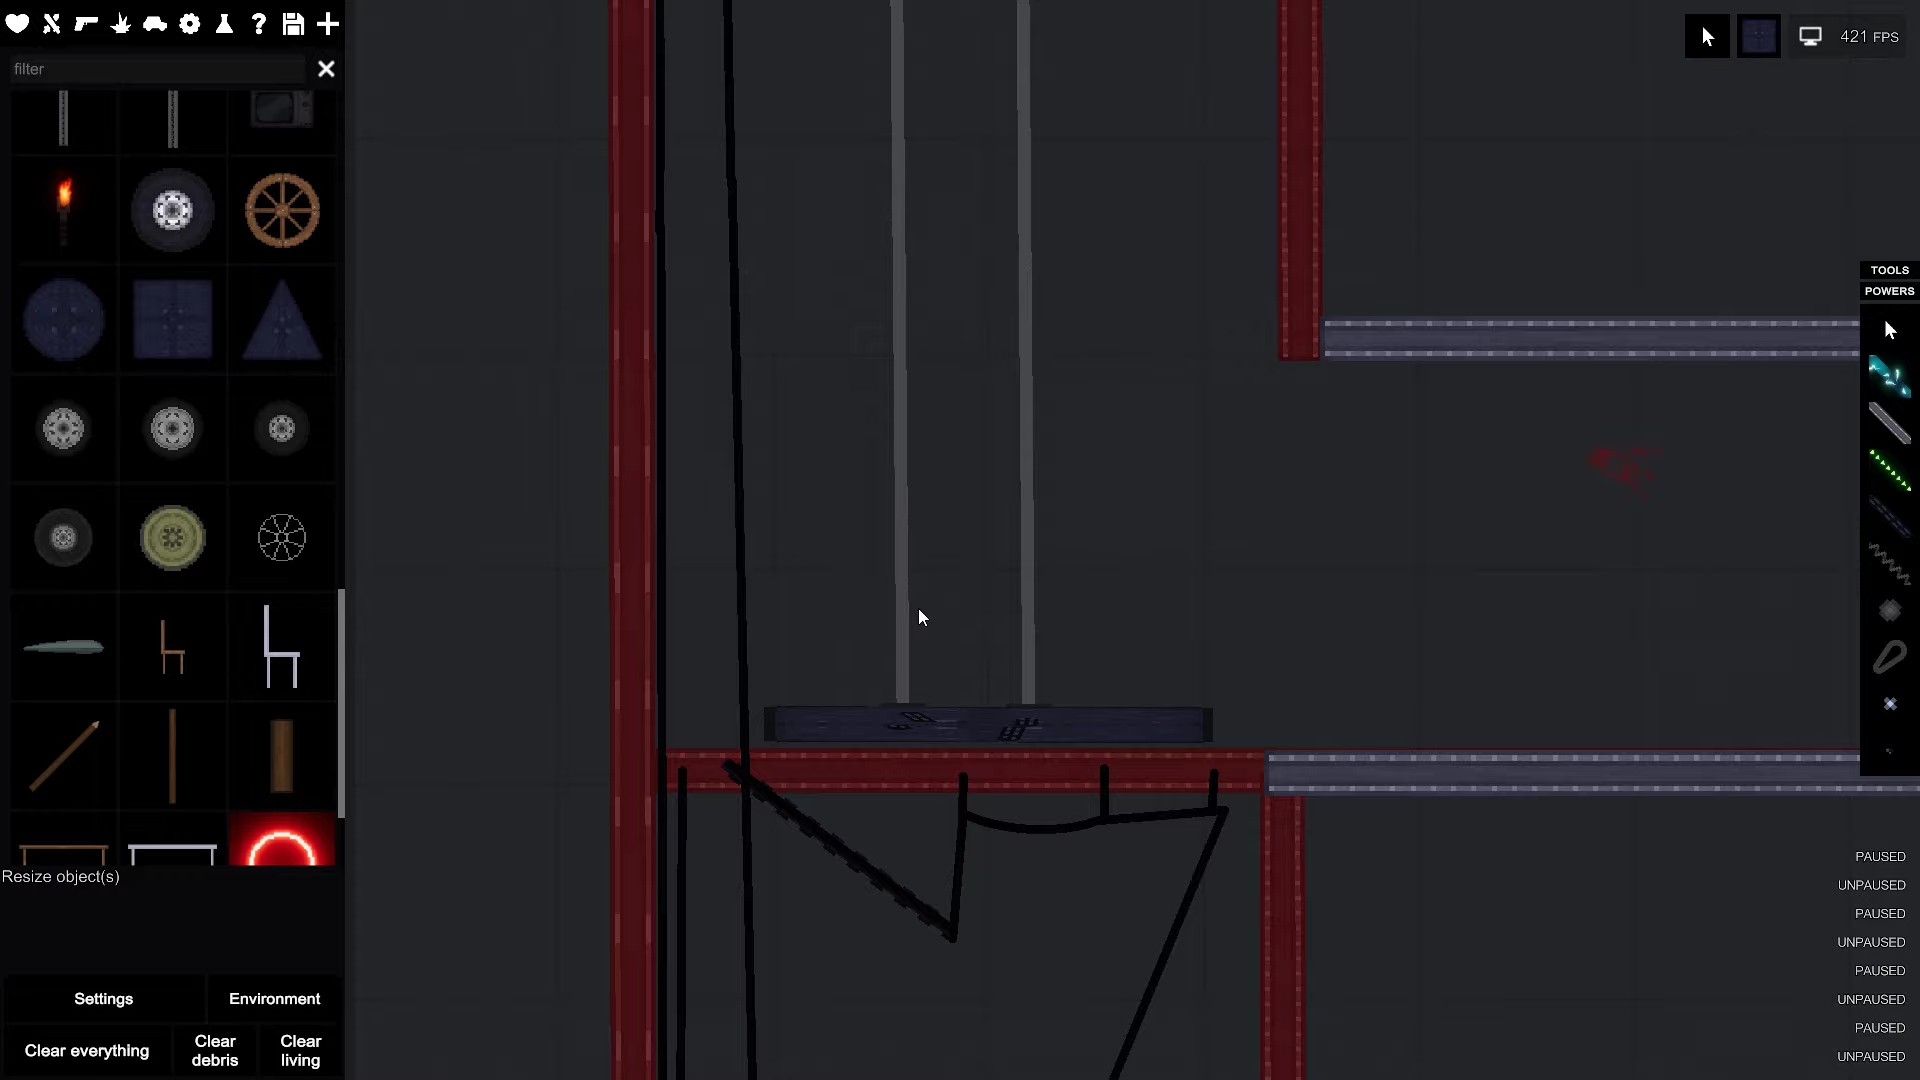 filter
421 FPS
TOOLS
POWERS
Resize object(s)
Settings
Environment
Clear everything
Clear debris
Clear living
PAUSED
UNPAUSED
PAUSED
UNPAUSED
PAUSED
UNPAUSED
PAUSED
UNPAUSED